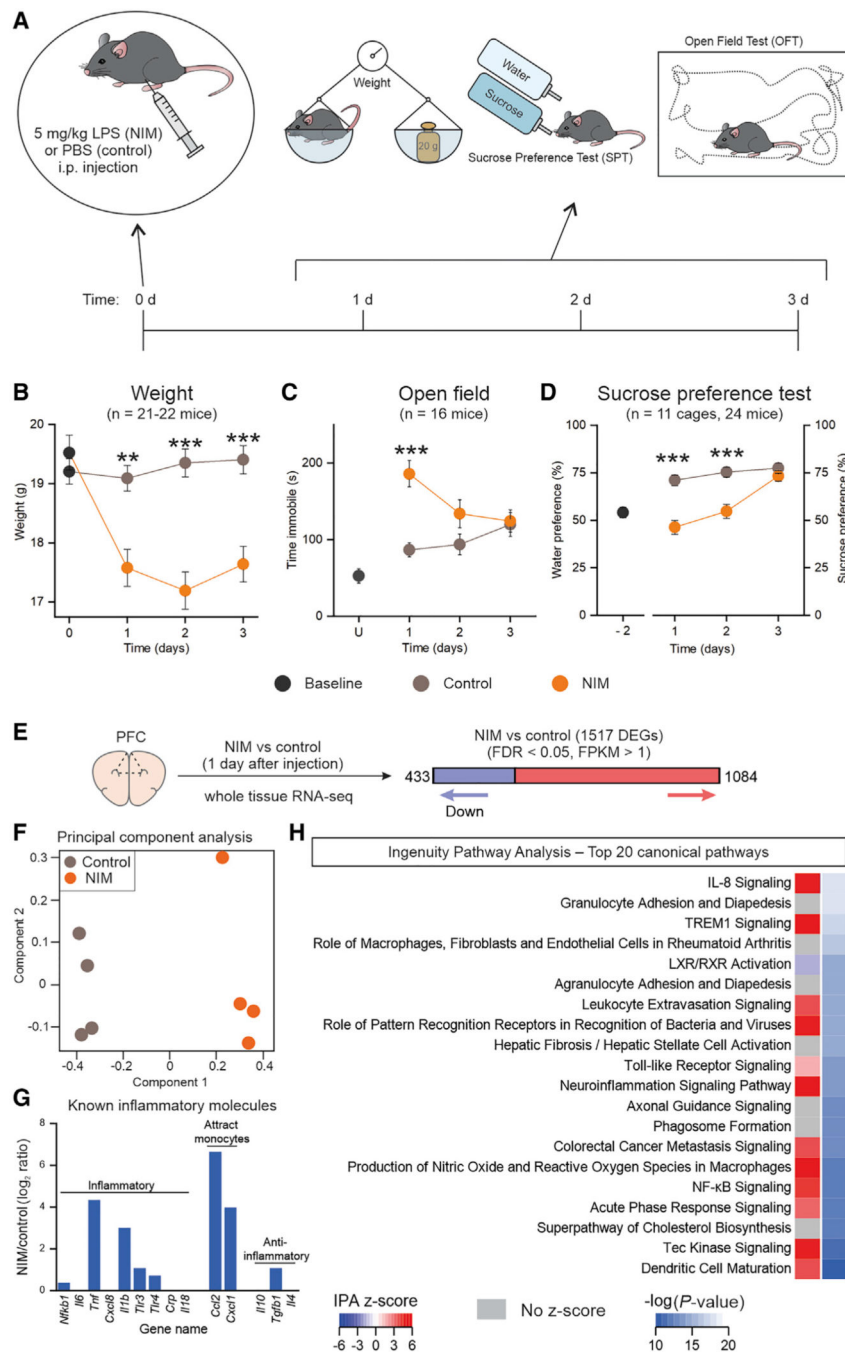 A
5 mg/kg LPS (NIM)
or PBS (control)
i.p. injection
Weight
20 g
Water
Sucrose
Sucrose Preference Test (SPT)
Open Field Test (OFT)
Time:
0 d
1 d
2 d
3 d
B
Weight
(n = 21-22 mice)
Weight (g)
20
19
18
17
**
***
***
0
1
2
3
Time (days)
C
Open field
(n = 16 mice)
Time immobile (s)
200
100
0
***
U
1
2
3
Time (days)
D
Sucrose preference test
(n = 11 cages, 24 mice)
Water preference (%)
100
75
50
25
0
***
***
100
75
50
25
0
Sucrose preference (%)
- 2
1
2
3
Time (days)
Baseline
Control
NIM
E
PFC
NIM vs control
(1 day after injection)
whole tissue RNA-seq
NIM vs control (1517 DEGs)
(FDR < 0.05, FPKM > 1)
433
1084
Down
F
Principal component analysis
Control
NIM
Component 2
0.3
0.2
0.1
0
-0.1
-0.4
-0.2
0
0.2
0.4
Component 1
G
Known inflammatory molecules
NIM/control (log₂ ratio)
8
6
4
2
0
Inflammatory
Attract
monocytes
Anti-
inflammatory
Nfkb1
Il6
Tnf
Cxcl8
Il1b
Tlr3
Tlr4
Crp
Il18
Ccl2
Cxcl1
Il10
Tgfb1
Il4
Gene name
H
Ingenuity Pathway Analysis – Top 20 canonical pathways
IL-8 Signaling
Granulocyte Adhesion and Diapedesis
TREM1 Signaling
Role of Macrophages, Fibroblasts and Endothelial Cells in Rheumatoid Arthritis
LXR/RXR Activation
Agranulocyte Adhesion and Diapedesis
Leukocyte Extravasation Signaling
Role of Pattern Recognition Receptors in Recognition of Bacteria and Viruses
Hepatic Fibrosis / Hepatic Stellate Cell Activation
Toll-like Receptor Signaling
Neuroinflammation Signaling Pathway
Axonal Guidance Signaling
Phagosome Formation
Colorectal Cancer Metastasis Signaling
Production of Nitric Oxide and Reactive Oxygen Species in Macrophages
NF-κB Signaling
Acute Phase Response Signaling
Superpathway of Cholesterol Biosynthesis
Tec Kinase Signaling
Dendritic Cell Maturation
IPA z-score
-6 -5 -3 0 3 5 6
No z-score
-log(P-value)
10 15 20